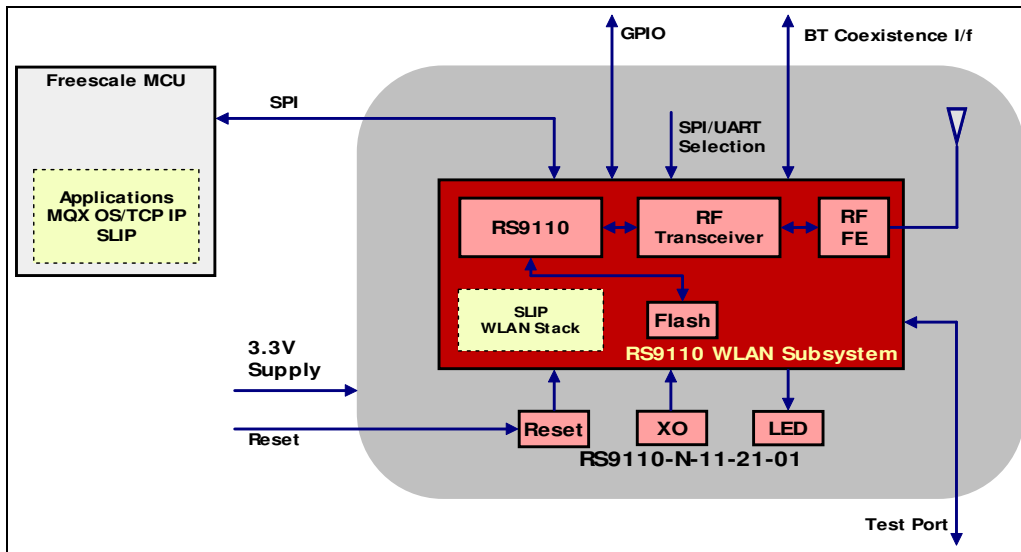 GPIO
BT Coexistence I/f
Freescale MCU
SPI
SPI/UART
Selection
Applications
MQX OS/TCP IP
SLIP
RS9110
RF
Transceiver
RF
FE
SLIP
WLAN Stack
Flash
RS9110 WLAN Subsystem
3.3V
Supply
Reset
Reset
XO
LED
RS9110-N-11-21-01
Test Port